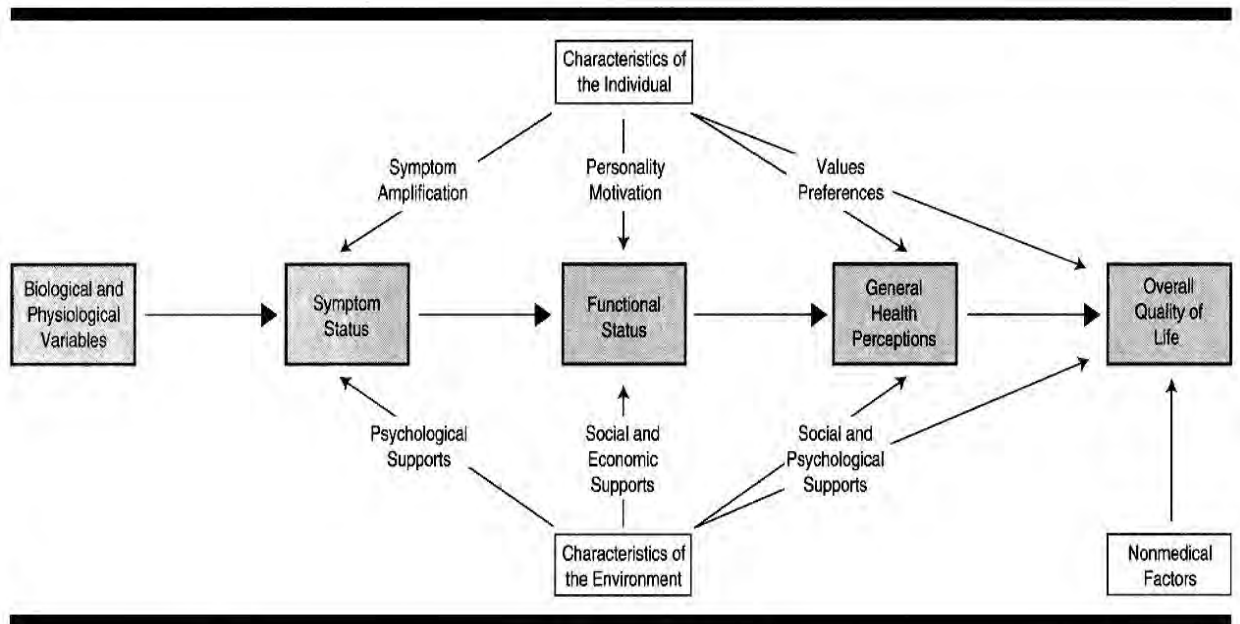 Characteristics of
the Individual
Symptom
Amplification
Personality
Motivation
Values
Preferences
Biological and
Physiological
Variables
Symptom
Status
Functional
Status
General
Health
Perceptions
Overall
Quality of
Life
Psychological
Supports
Social and
Economic
Supports
Social and
Psychological
Supports
Characteristics of
the Environment
Nonmedical
Factors